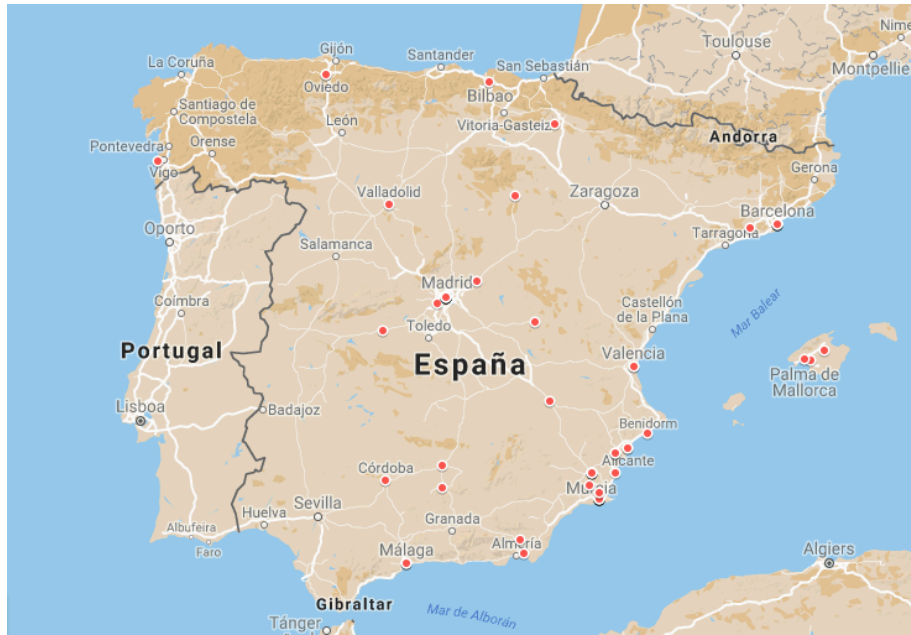 Nime
Toulouse
Montpellier
Gijón
La Coruña
Oviedo
Santander
San Sebastián
Bilbao
Santiago de
Compostela
León
Vitoria-Gasteiz
Andorra
Pontevedra
Orense
Vigo
Gerona
Valladolid
Zaragoza
Barcelona
Tarragona
Oporto
Salamanca
Madrid
Coímbra
Castellón
de la Plana
Mar Balear
Toledo
Portugal
España
Valencia
Palma de
Mallorca
Lisboa
Badajoz
Benidorm
Alicante
Córdoba
Murcia
Sevilla
Huelva
Granada
Albufeira
Faro
Almería
Málaga
Algiers
Gibraltar
Mar de Alborán
Tánger